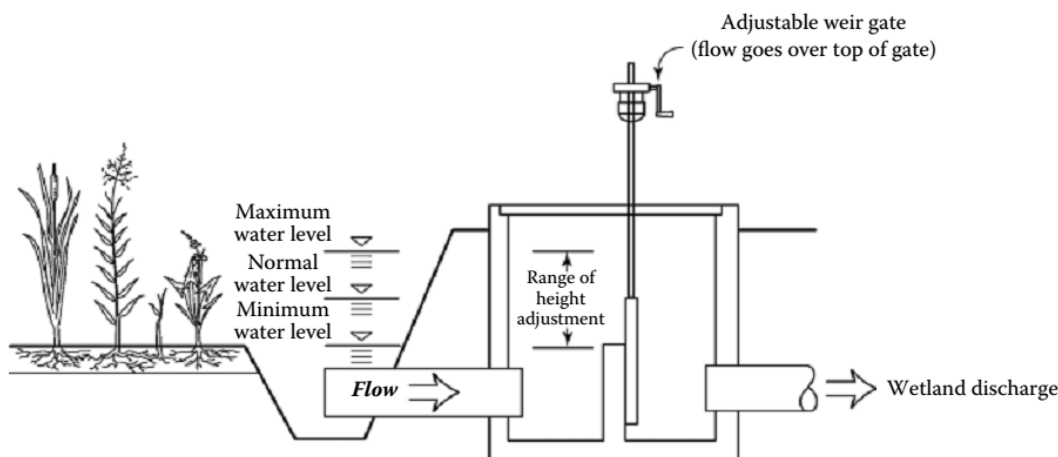 Adjustable weir gate
(flow goes over top of gate)
Maximum
water level
Normal
water level
Minimum
water level
Range of
height
adjustment
Flow
Wetland discharge